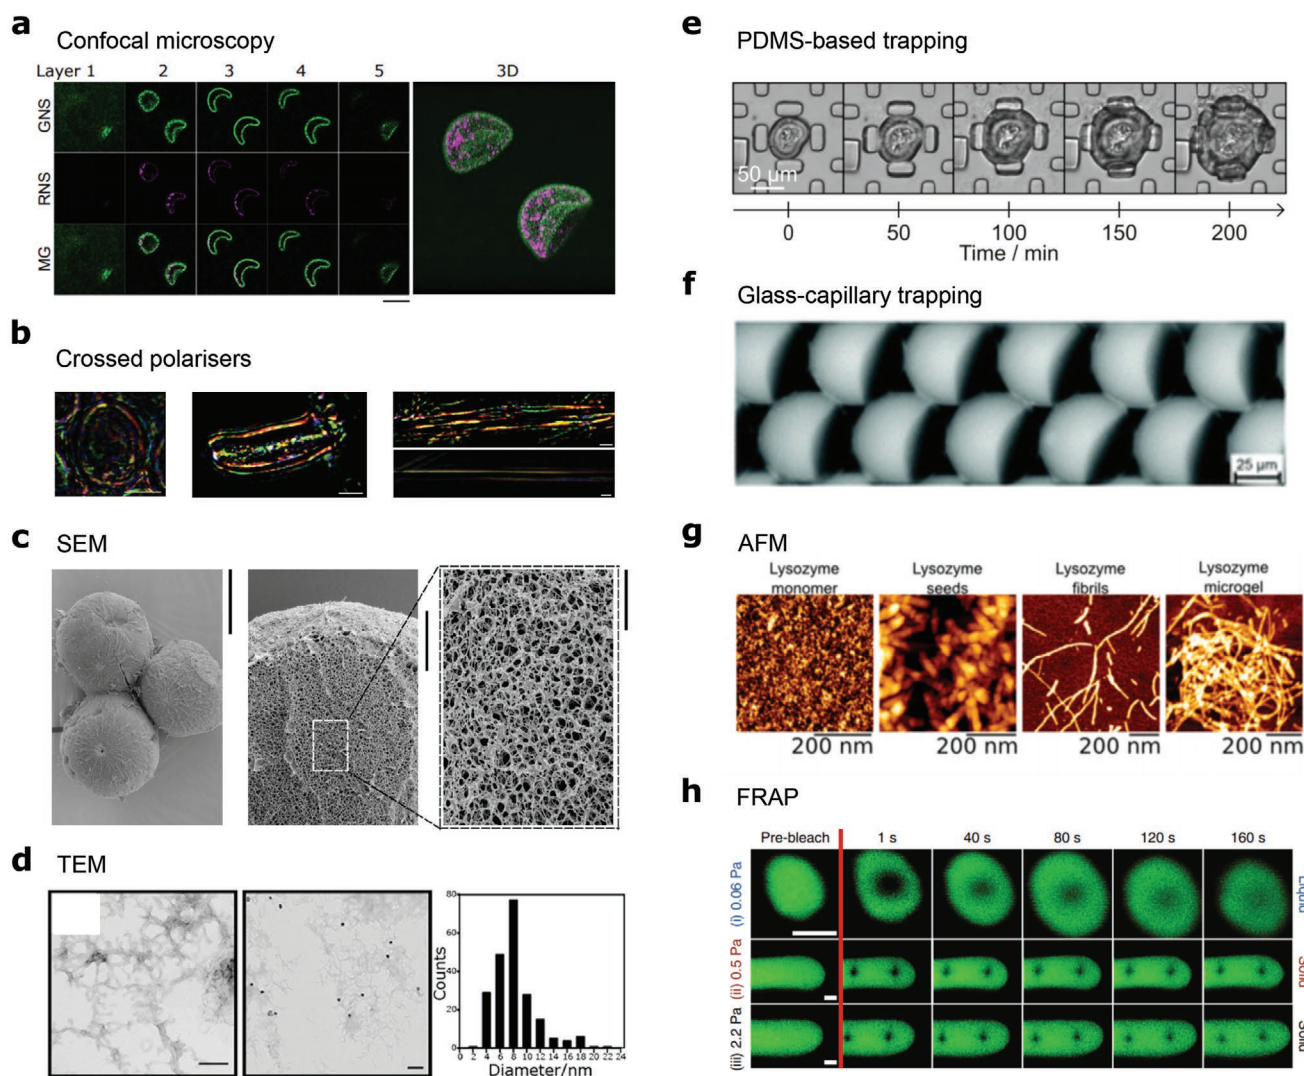 a
Confocal microscopy
Layer 1 2 3 4 5 3D
GNS
RNS
MG
b
Crossed polarisers
c
SEM
d
TEM
Counts
80
60
40
20
0
0 2 4 6 8 10 12 14 16 18 20 22 24
Diameter/nm
e
PDMS-based trapping
50 μm
0 50 100 150 200
Time / min
f
Glass-capillary trapping
25 μm
g
AFM
Lysozyme monomer
Lysozyme seeds
Lysozyme fibrils
Lysozyme microgel
200 nm 200 nm 200 nm 200 nm
h
FRAP
Pre-bleach 1 s 40 s 80 s 120 s 160 s
(i) 0.06 Pa
Liquid
(ii) 0.5 Pa
Solid
(iii) 2.2 Pa
Solid